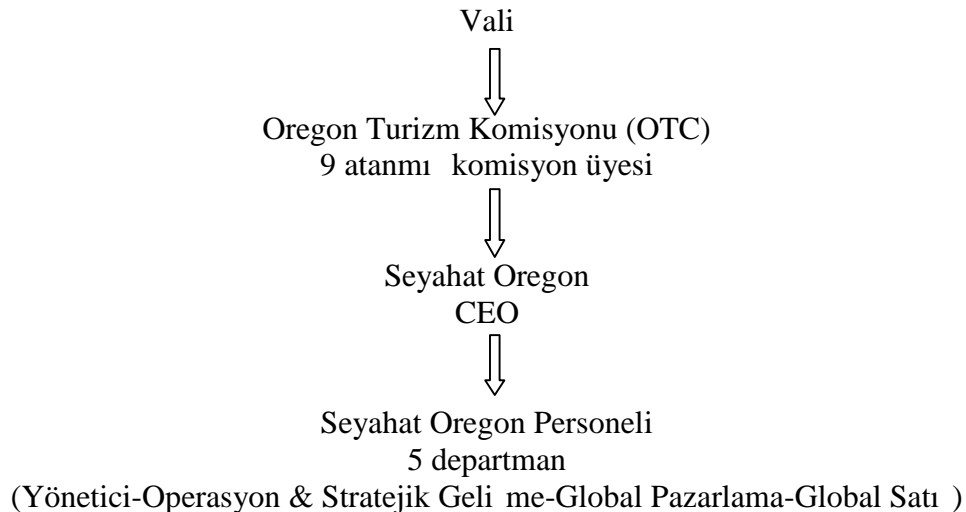 Vali
Oregon Turizm Komisyonu (OTC)
9 atanmı komisyon üyesi
Seyahat Oregon
CEO
Seyahat Oregon Personeli
5 departman
(Yönetici-Operasyon & Stratejik Geli me-Global Pazarlama-Global Satı )